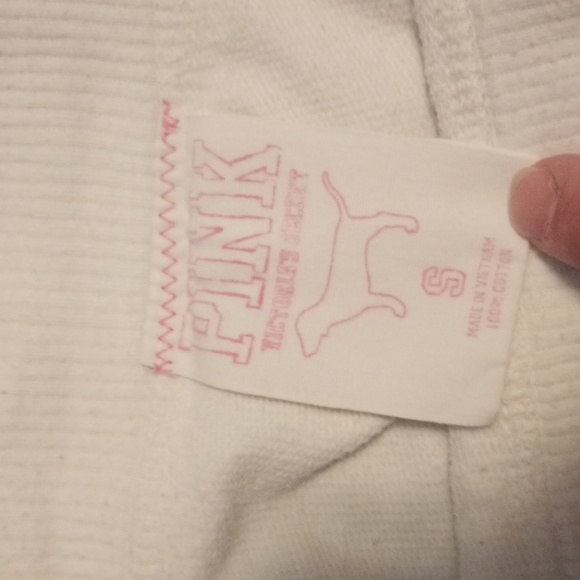 PINK
VICTORIA'S SECRET
S
MADE IN VIETNAM
100% COTTON